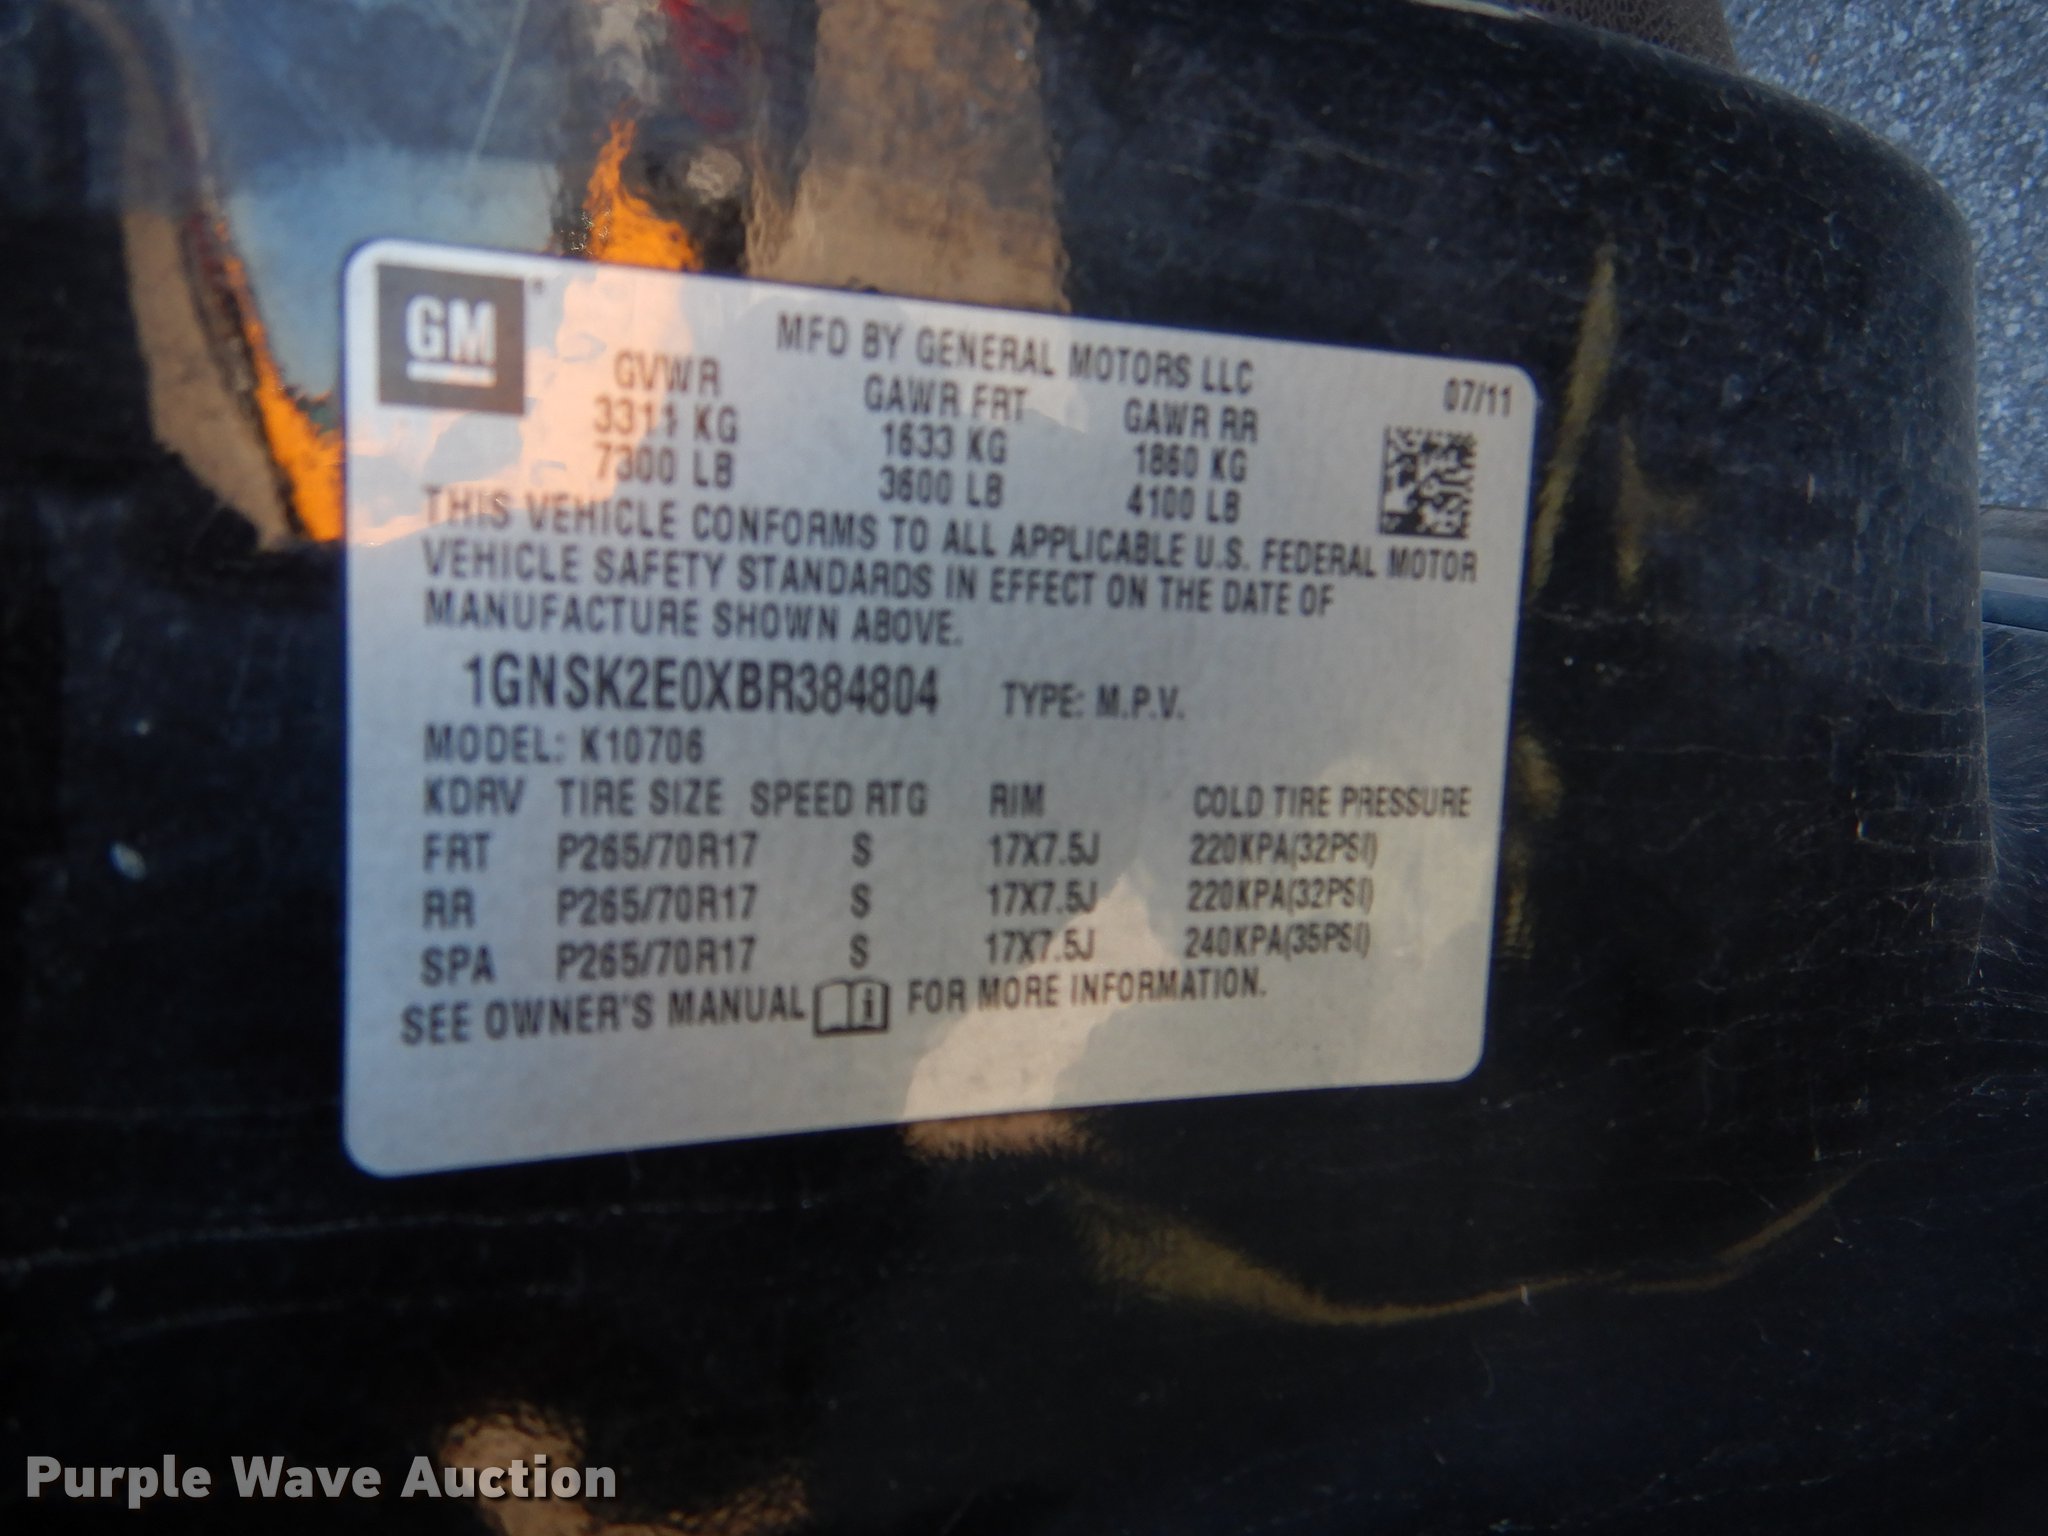 GM
MFD BY GENERAL MOTORS LLC
07/11
GVWR GAWR FRT GAWR RR
3311 KG 1633 KG 1860 KG
7300 LB 3600 LB 4100 LB
THIS VEHICLE CONFORMS TO ALL APPLICABLE U.S. FEDERAL MOTOR
VEHICLE SAFETY STANDARDS IN EFFECT ON THE DATE OF
MANUFACTURE SHOWN ABOVE.
1GNSK2E0XBR384804 TYPE: M.P.V.
MODEL: K10706
KDRV TIRE SIZE SPEED RTG RIM COLD TIRE PRESSURE
FRT P265/70R17 S 17X7.5J 220KPA(32PSI)
RR P265/70R17 S 17X7.5J 220KPA(32PSI)
SPA P265/70R17 S 17X7.5J 240KPA(35PSI)
SEE OWNER'S MANUAL i FOR MORE INFORMATION.
Purple Wave Auction